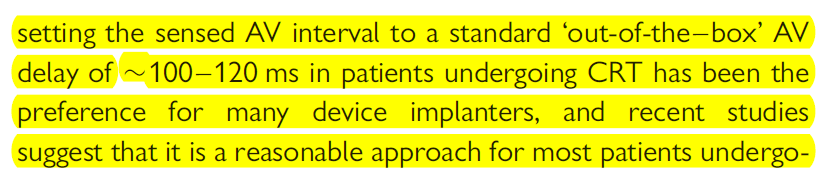 setting the sensed AV interval to a standard ‘out-of-the–box’ AV
delay of ∼100–120 ms in patients undergoing CRT has been the
preference for many device implanters, and recent studies
suggest that it is a reasonable approach for most patients undergo-